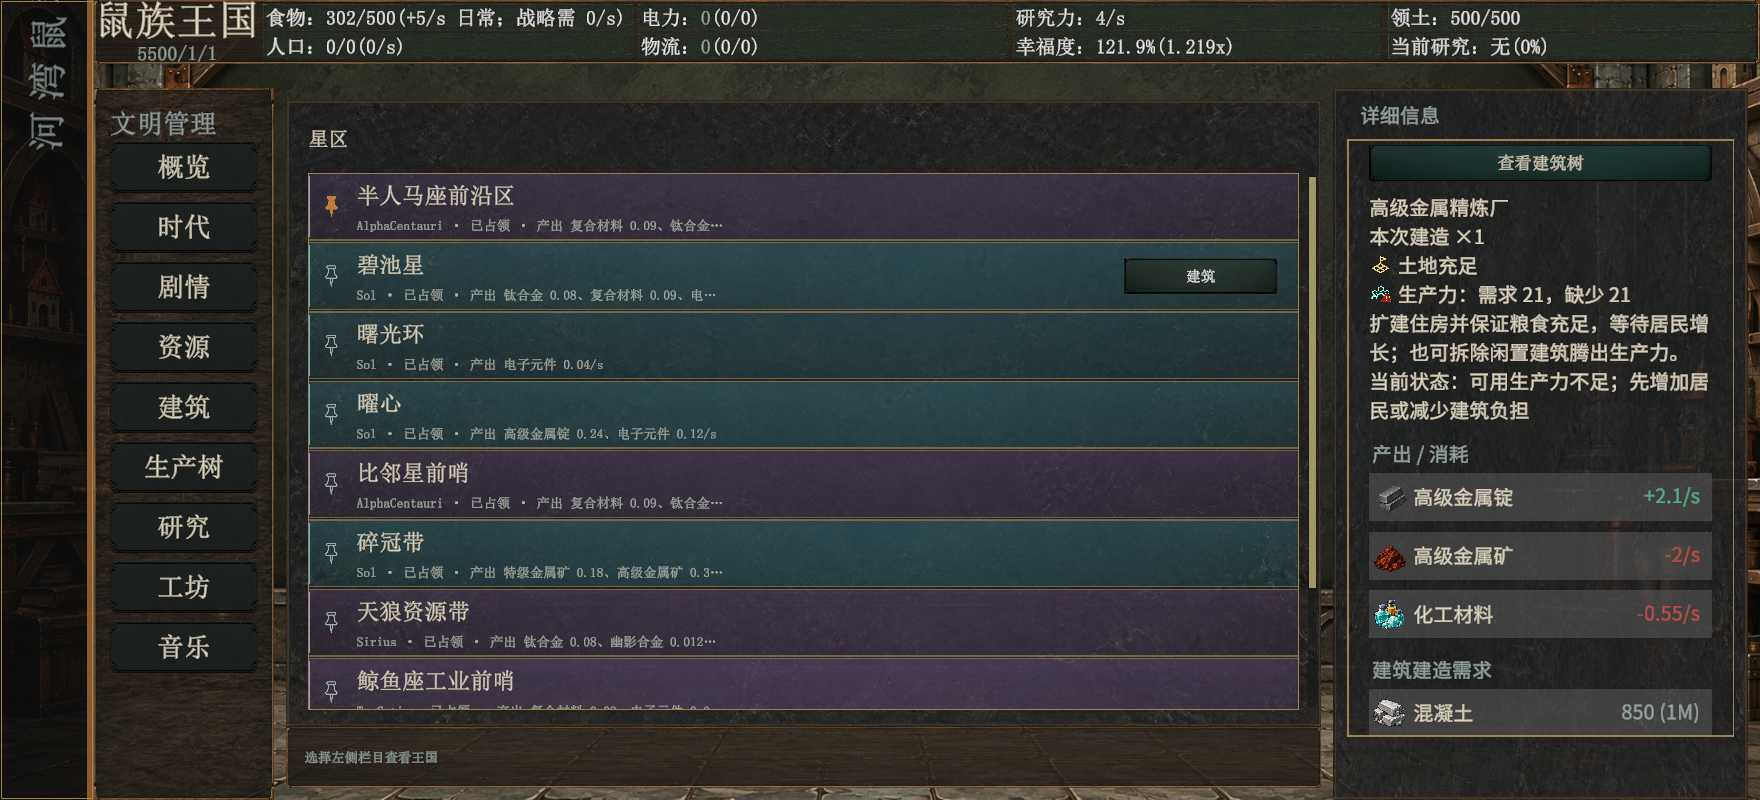 河湾鼠
鼠族王国
5500/1/1
食物: 302/500(+5/s 日常; 战略需 0/s)
人口: 0/0(0/s)
电力: 0(0/0)
物流: 0(0/0)
研究力: 4/s
幸福度: 121.9%(1.219x)
领土: 500/500
当前研究: 无(0%)
文明管理
概览
时代
剧情
资源
建筑
生产树
研究
工坊
音乐
星区
半人马座前沿区
AlphaCentauri · 已占领 · 产出 复合材料 0.09、钛合金…
碧池星
Sol · 已占领 · 产出 钛合金 0.08、复合材料 0.09、电…
建筑
曙光环
Sol · 已占领 · 产出 电子元件 0.04/s
曜心
Sol · 已占领 · 产出 高级金属锭 0.24、电子元件 0.12/s
比邻星前哨
AlphaCentauri · 已占领 · 产出 复合材料 0.09、钛合金…
碎冠带
Sol · 已占领 · 产出 特级金属矿 0.18、高级金属矿 0.3…
天狼资源带
Sirius · 已占领 · 产出 钛合金 0.08、幽影合金 0.012…
鲸鱼座工业前哨
选择左侧栏目查看王国
详细信息
查看建筑树
高级金属精炼厂
本次建造 ×1
土地充足
生产力: 需求 21, 缺少 21
扩建住房并保证粮食充足, 等待居民增
长; 也可拆除闲置建筑腾出生产力。
当前状态: 可用生产力不足; 先增加居
民或减少建筑负担
产出 / 消耗
高级金属锭 +2.1/s
高级金属矿 -2/s
化工材料 -0.55/s
建筑建造需求
混凝土 850 (1M)